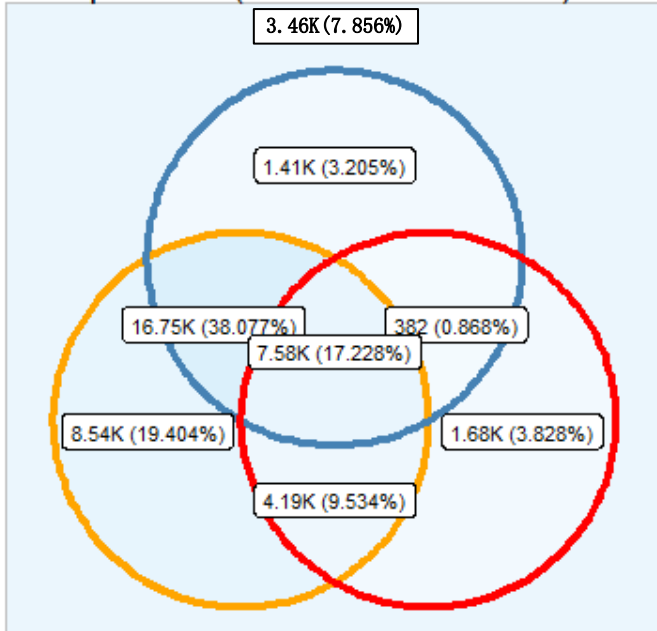 3.46K(7.856%)
1.41K (3.205%)
16.75K (38.077%)
382 (0.868%)
7.58K (17.228%)
8.54K (19.404%)
1.68K (3.828%)
4.19K (9.534%)